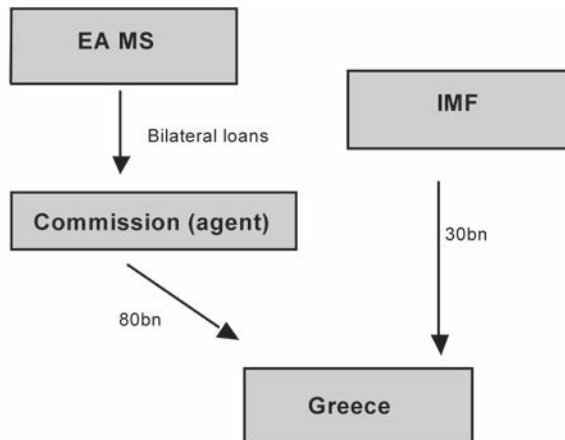 EA MS
IMF
Bilateral loans
Commission (agent)
30bn
80bn
Greece